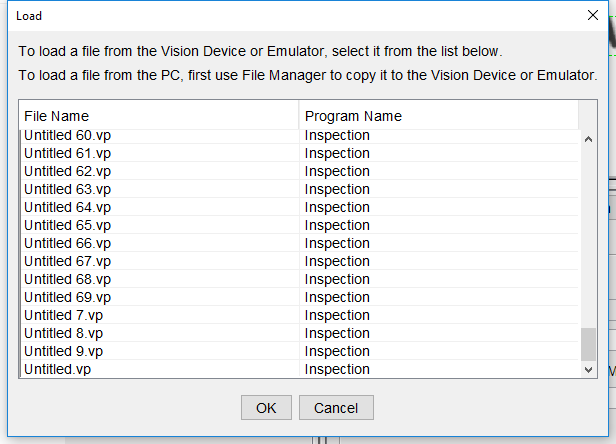 Load
To load a file from the Vision Device or Emulator, select it from the list below.
To load a file from the PC, first use File Manager to copy it to the Vision Device or Emulator.
File Name Program Name
Untitled 60.vp Inspection
Untitled 61.vp Inspection
Untitled 62.vp Inspection
Untitled 63.vp Inspection
Untitled 64.vp Inspection
Untitled 65.vp Inspection
Untitled 66.vp Inspection
Untitled 67.vp Inspection
Untitled 68.vp Inspection
Untitled 69.vp Inspection
Untitled 7.vp Inspection
Untitled 8.vp Inspection
Untitled 9.vp Inspection
Untitled.vp Inspection
OK Cancel